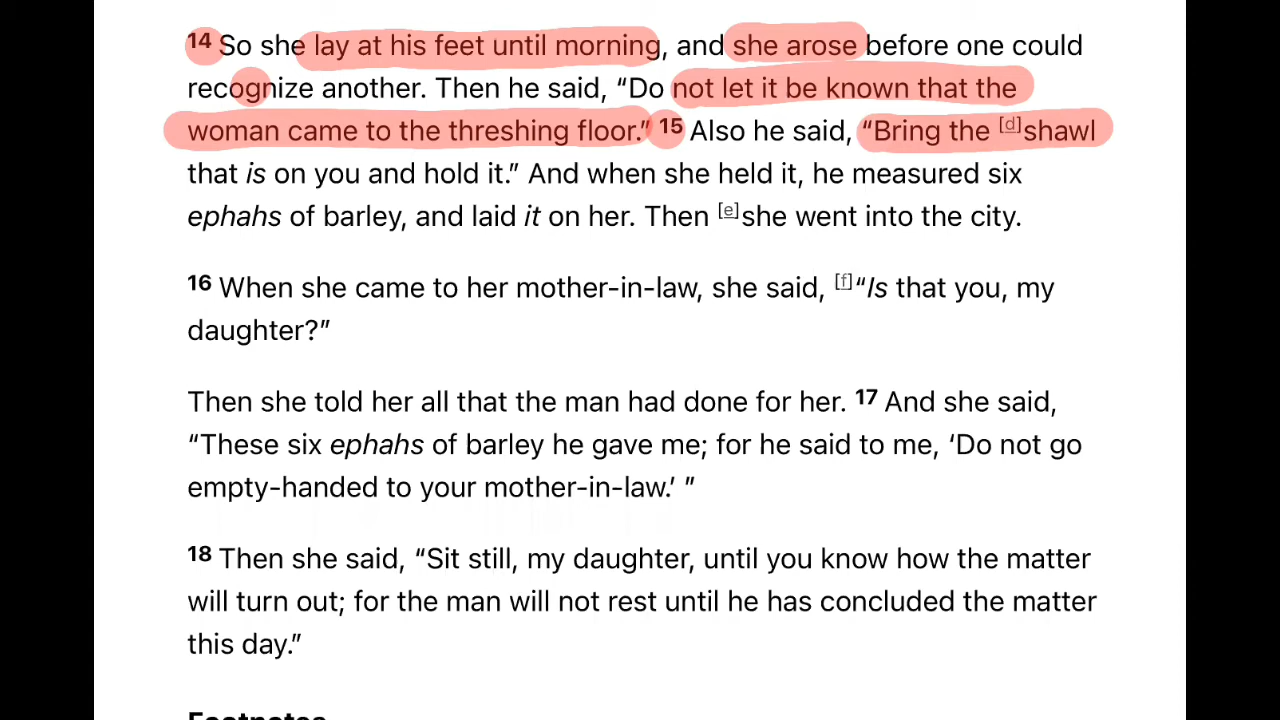 14 So she lay at his feet until morning, and she arose before one could
recognize another. Then he said, “Do not let it be known that the
woman came to the threshing floor.” 15 Also he said, “Bring the [d]shawl
that is on you and hold it.” And when she held it, he measured six
ephahs of barley, and laid it on her. Then [e]she went into the city.
16 When she came to her mother-in-law, she said, [f]“Is that you, my
daughter?”
Then she told her all that the man had done for her. 17 And she said,
“These six ephahs of barley he gave me; for he said to me, ‘Do not go
empty-handed to your mother-in-law.’ ”
18 Then she said, “Sit still, my daughter, until you know how the matter
will turn out; for the man will not rest until he has concluded the matter
this day.”
Footnotes